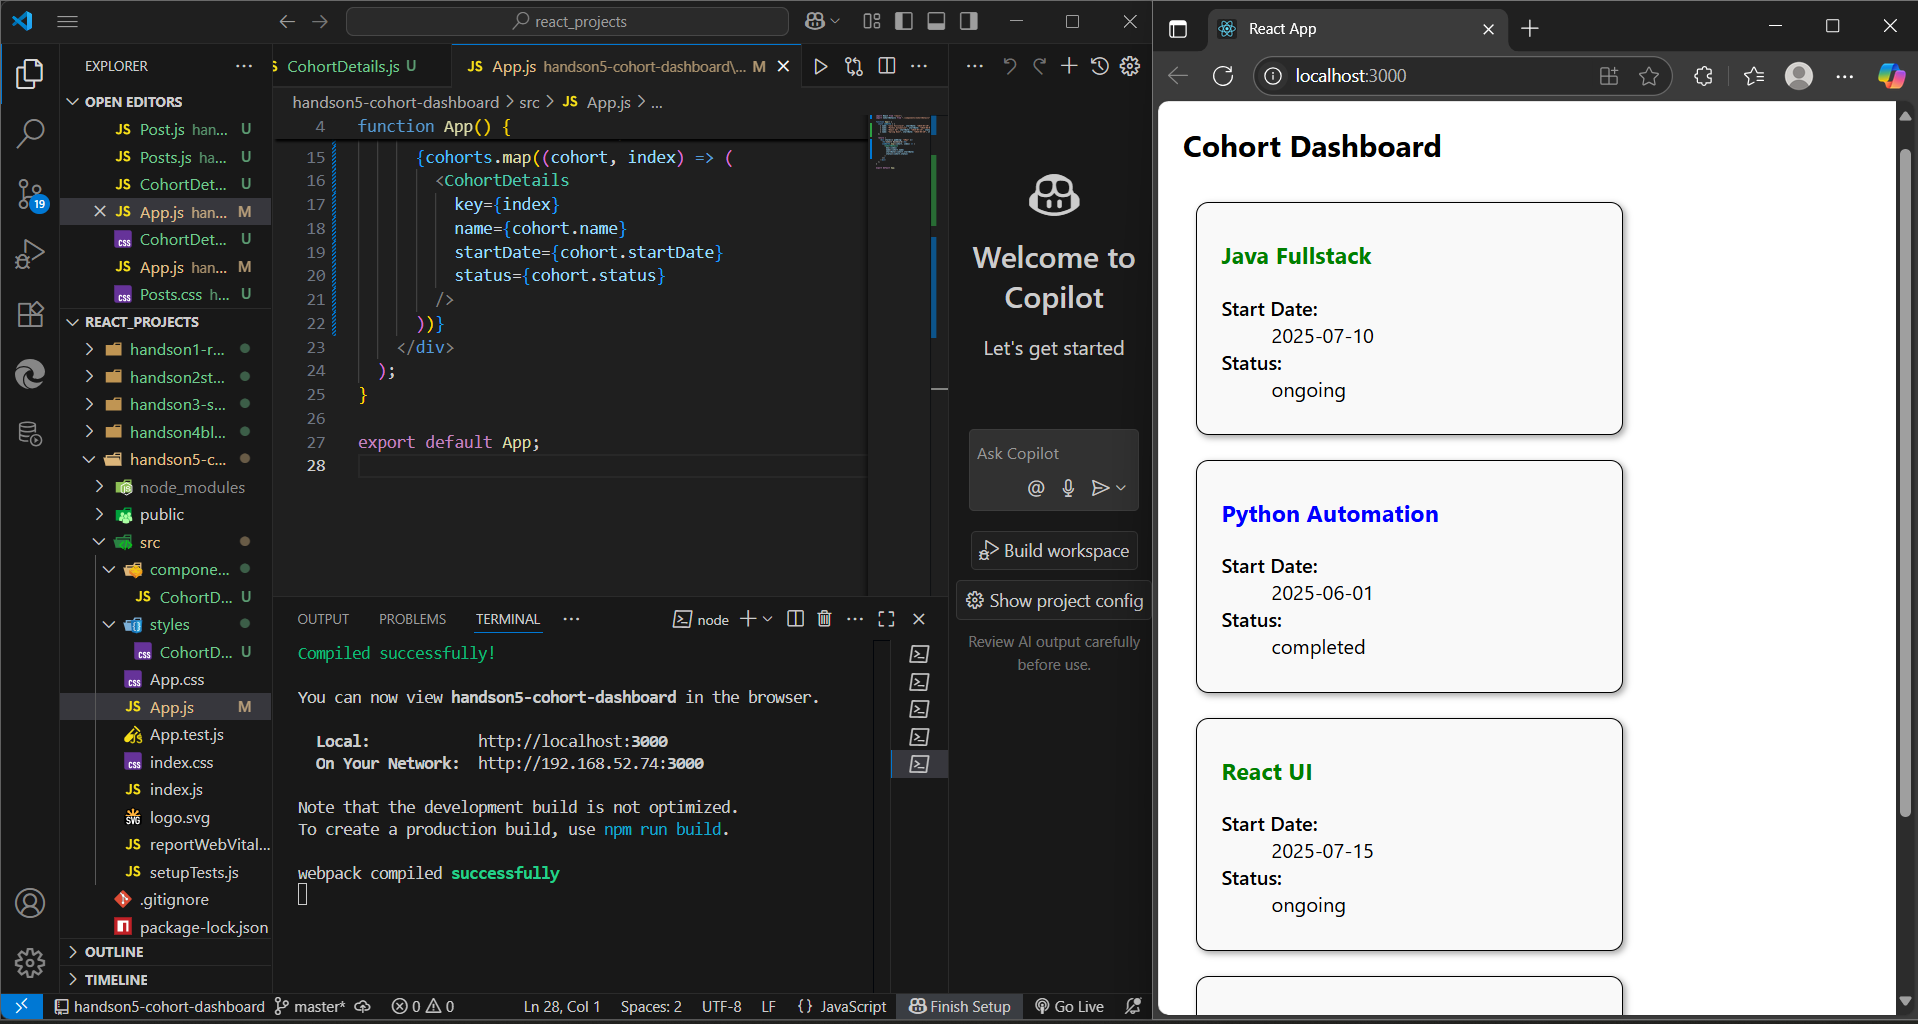 react_projects
EXPLORER
OPEN EDITORS
JS Post.js han... U
JS Posts.js han... U
JS CohortDet... U
JS App.js han... M
css CohortDet... U
JS App.js han... M
css Posts.css h... U
REACT_PROJECTS
handson1-r...
handson2st...
handson3-s...
handson4bl...
handson5-c...
node_modules
public
src
compone...
JS CohortD... U
styles
css CohortD... U
css App.css
JS App.js M
App.test.js
css index.css
JS index.js
SVG logo.svg
JS reportWebVital...
JS setupTests.js
.gitignore
package-lock.json
OUTLINE
TIMELINE
19
CohortDetails.js U
JS App.js handson5-cohort-dashboard\... M
handson5-cohort-dashboard > src > JS App.js > ...
4 function App() {
15 {cohorts.map((cohort, index) => (
16 <CohortDetails
17 key={index}
18 name={cohort.name}
19 startDate={cohort.startDate}
20 status={cohort.status}
21 />
22 ))}
23 </div>
24 );
25 }
26
27 export default App;
28
OUTPUT PROBLEMS TERMINAL ... node
Compiled successfully!
You can now view handson5-cohort-dashboard in the browser.
Local: http://localhost:3000
On Your Network: http://192.168.52.74:3000
Note that the development build is not optimized.
To create a production build, use npm run build.
webpack compiled successfully
Welcome to
Copilot
Let's get started
Ask Copilot
@
Build workspace
Show project config
Review AI output carefully
before use.
handson5-cohort-dashboard master* 0 0 Ln 28, Col 1 Spaces: 2 UTF-8 LF {} JavaScript Finish Setup Go Live
React App
localhost:3000
Cohort Dashboard
Java Fullstack
Start Date:
2025-07-10
Status:
ongoing
Python Automation
Start Date:
2025-06-01
Status:
completed
React UI
Start Date:
2025-07-15
Status:
ongoing